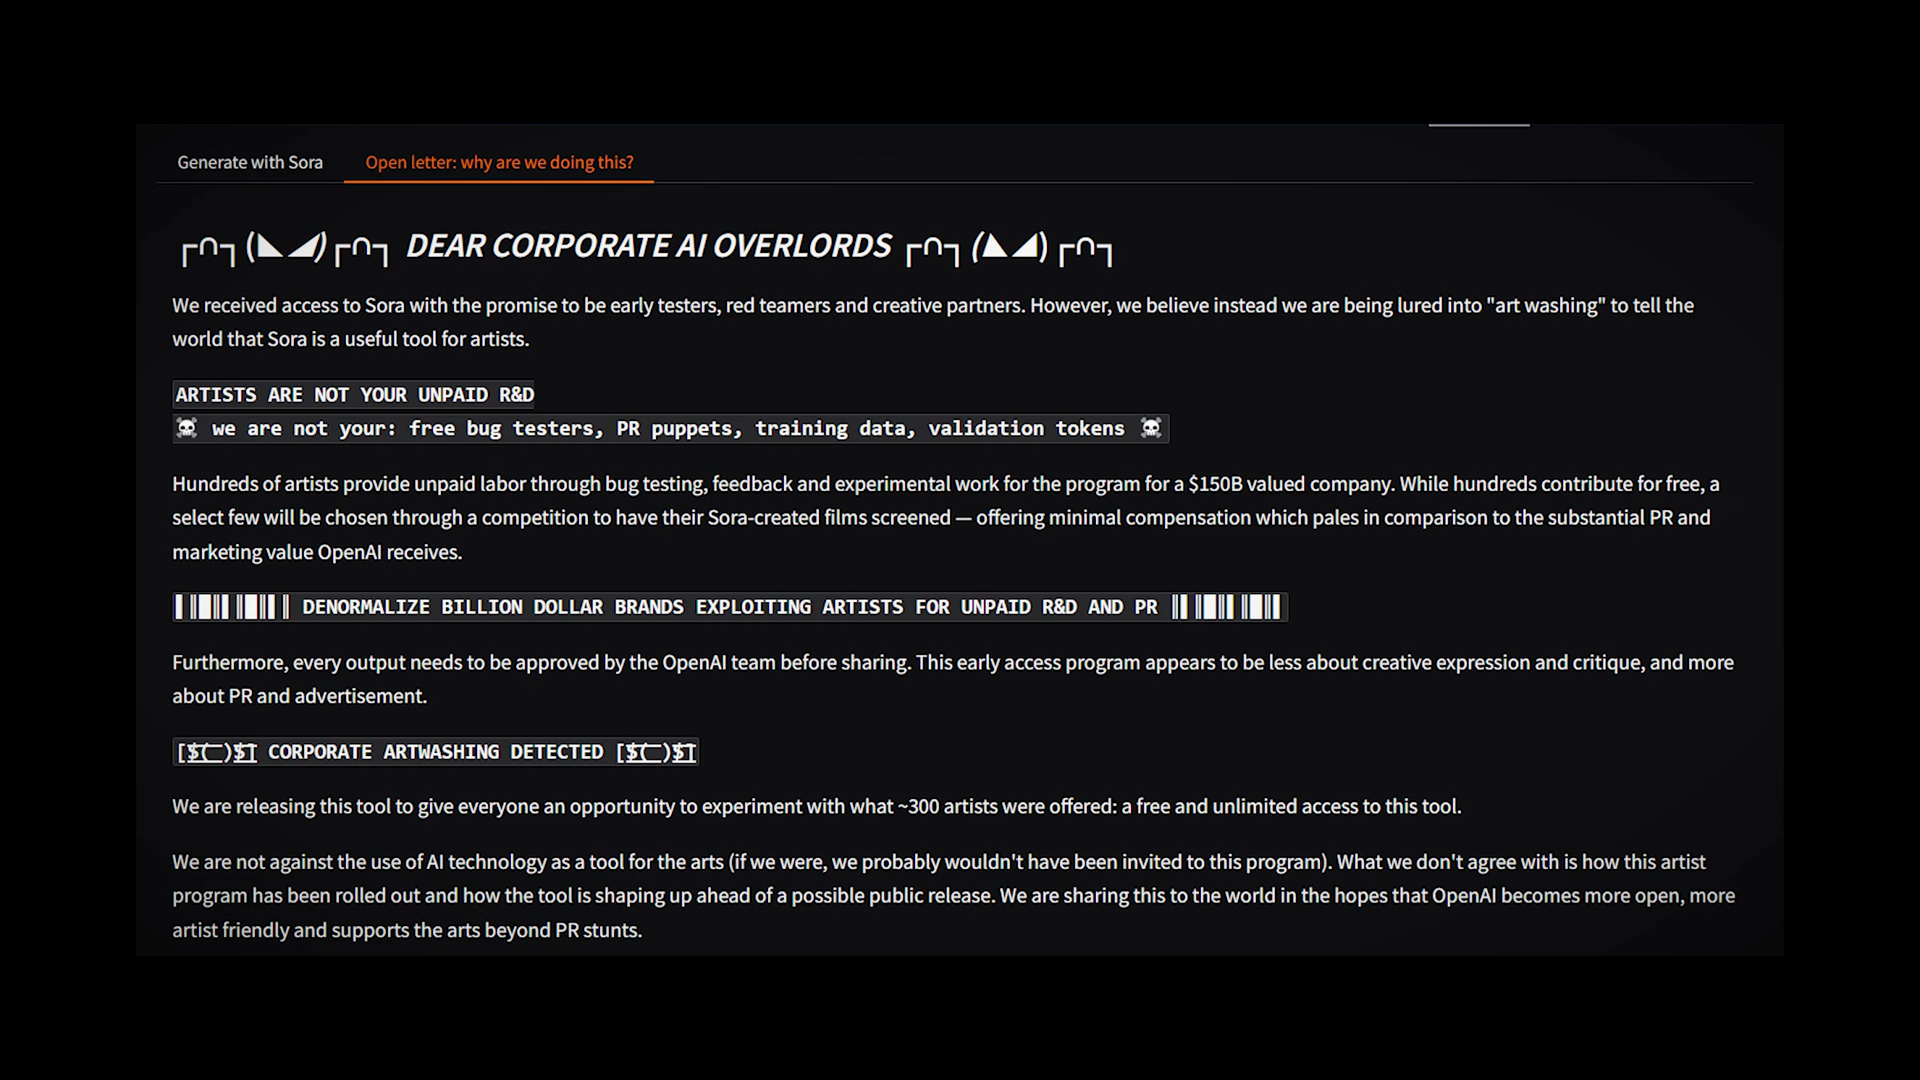 Generate with Sora
Open letter: why are we doing this?
┌∩┐(◣◢)┌∩┐ DEAR CORPORATE AI OVERLORDS ┌∩┐(◣◢)┌∩┐
We received access to Sora with the promise to be early testers, red teamers and creative partners. However, we believe instead we are being lured into "art washing" to tell the
world that Sora is a useful tool for artists.
ARTISTS ARE NOT YOUR UNPAID R&D
☠️ we are not your: free bug testers, PR puppets, training data, validation tokens ☠️
Hundreds of artists provide unpaid labor through bug testing, feedback and experimental work for the program for a $150B valued company. While hundreds contribute for free, a
select few will be chosen through a competition to have their Sora-created films screened — offering minimal compensation which pales in comparison to the substantial PR and
marketing value OpenAI receives.
▌║█║▌║█║▌║ DENORMALIZE BILLION DOLLAR BRANDS EXPLOITING ARTISTS FOR UNPAID R&D AND PR ║▌║█║▌║█║▌
Furthermore, every output needs to be approved by the OpenAI team before sharing. This early access program appears to be less about creative expression and critique, and more
about PR and advertisement.
[̲̅$̲̅(̲̅ )̲̅$̲̅] CORPORATE ARTWASHING DETECTED [̲̅$̲̅(̲̅ )̲̅$̲̅]
We are releasing this tool to give everyone an opportunity to experiment with what ~300 artists were offered: a free and unlimited access to this tool.
We are not against the use of AI technology as a tool for the arts (if we were, we probably wouldn't have been invited to this program). What we don't agree with is how this artist
program has been rolled out and how the tool is shaping up ahead of a possible public release. We are sharing this to the world in the hopes that OpenAI becomes more open, more
artist friendly and supports the arts beyond PR stunts.